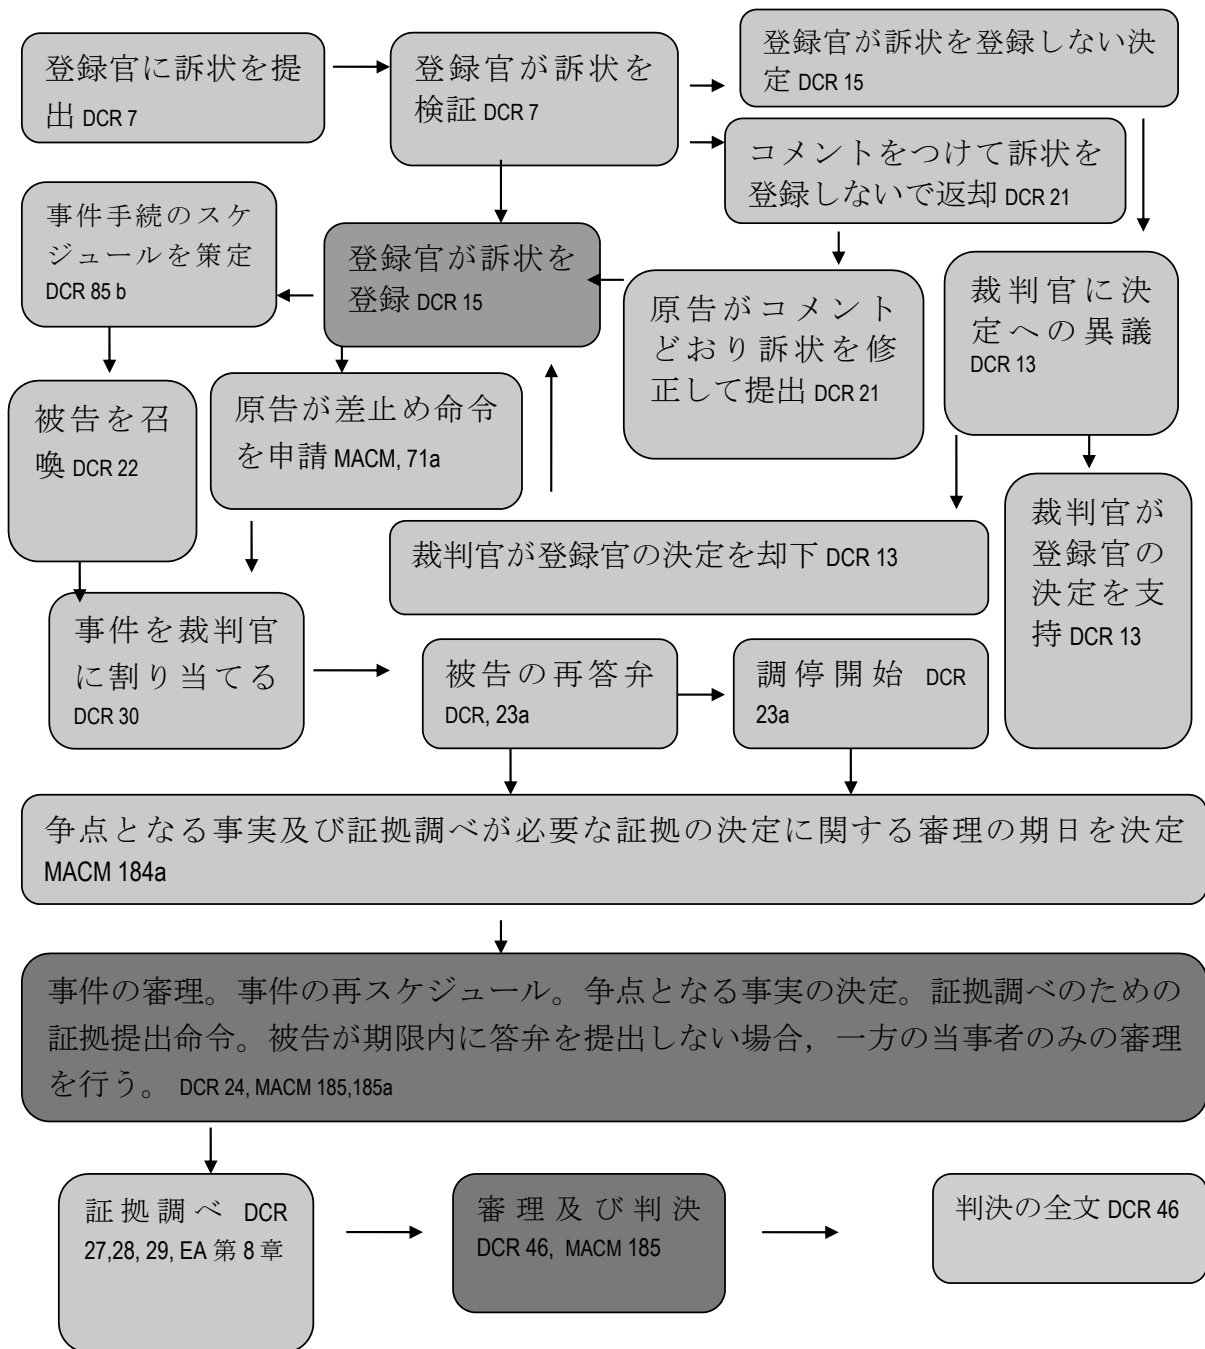 登録官に訴状を提
出 DCR 7
登録官が訴状を
検証 DCR 7
登録官が訴状を登録しない決
定 DCR 15
コメントをつけて訴状を
登録しないで返却 DCR 21
事件手続のスケ
ジュールを策定
DCR 85 b
登録官が訴状を
登録 DCR 15
原告がコメント
どおり訴状を修
正して提出 DCR 21
裁判官に決
定への異議
DCR 13
被告を召
喚 DCR 22
原告が差止め命令
を申請 MACM, 71a
裁判官が登録官の決定を却下 DCR 13
裁判官が
登録官の
決定を支
持 DCR 13
事件を裁判官
に割り当てる
DCR 30
被告の再答弁
DCR, 23a
調停開始 DCR
23a
争点となる事実及び証拠調べが必要な証拠の決定に関する審理の期日を決定
MACM 184a
事件の審理。事件の再スケジュール。争点となる事実の決定。証拠調べのための
証拠提出命令。被告が期限内に答弁を提出しない場合，一方の当事者のみの審理
を行う。 DCR 24, MACM 185,185a
証拠調べ DCR
27,28, 29, EA 第 8 章
審理及び判決
DCR 46, MACM 185
判決の全文 DCR 46